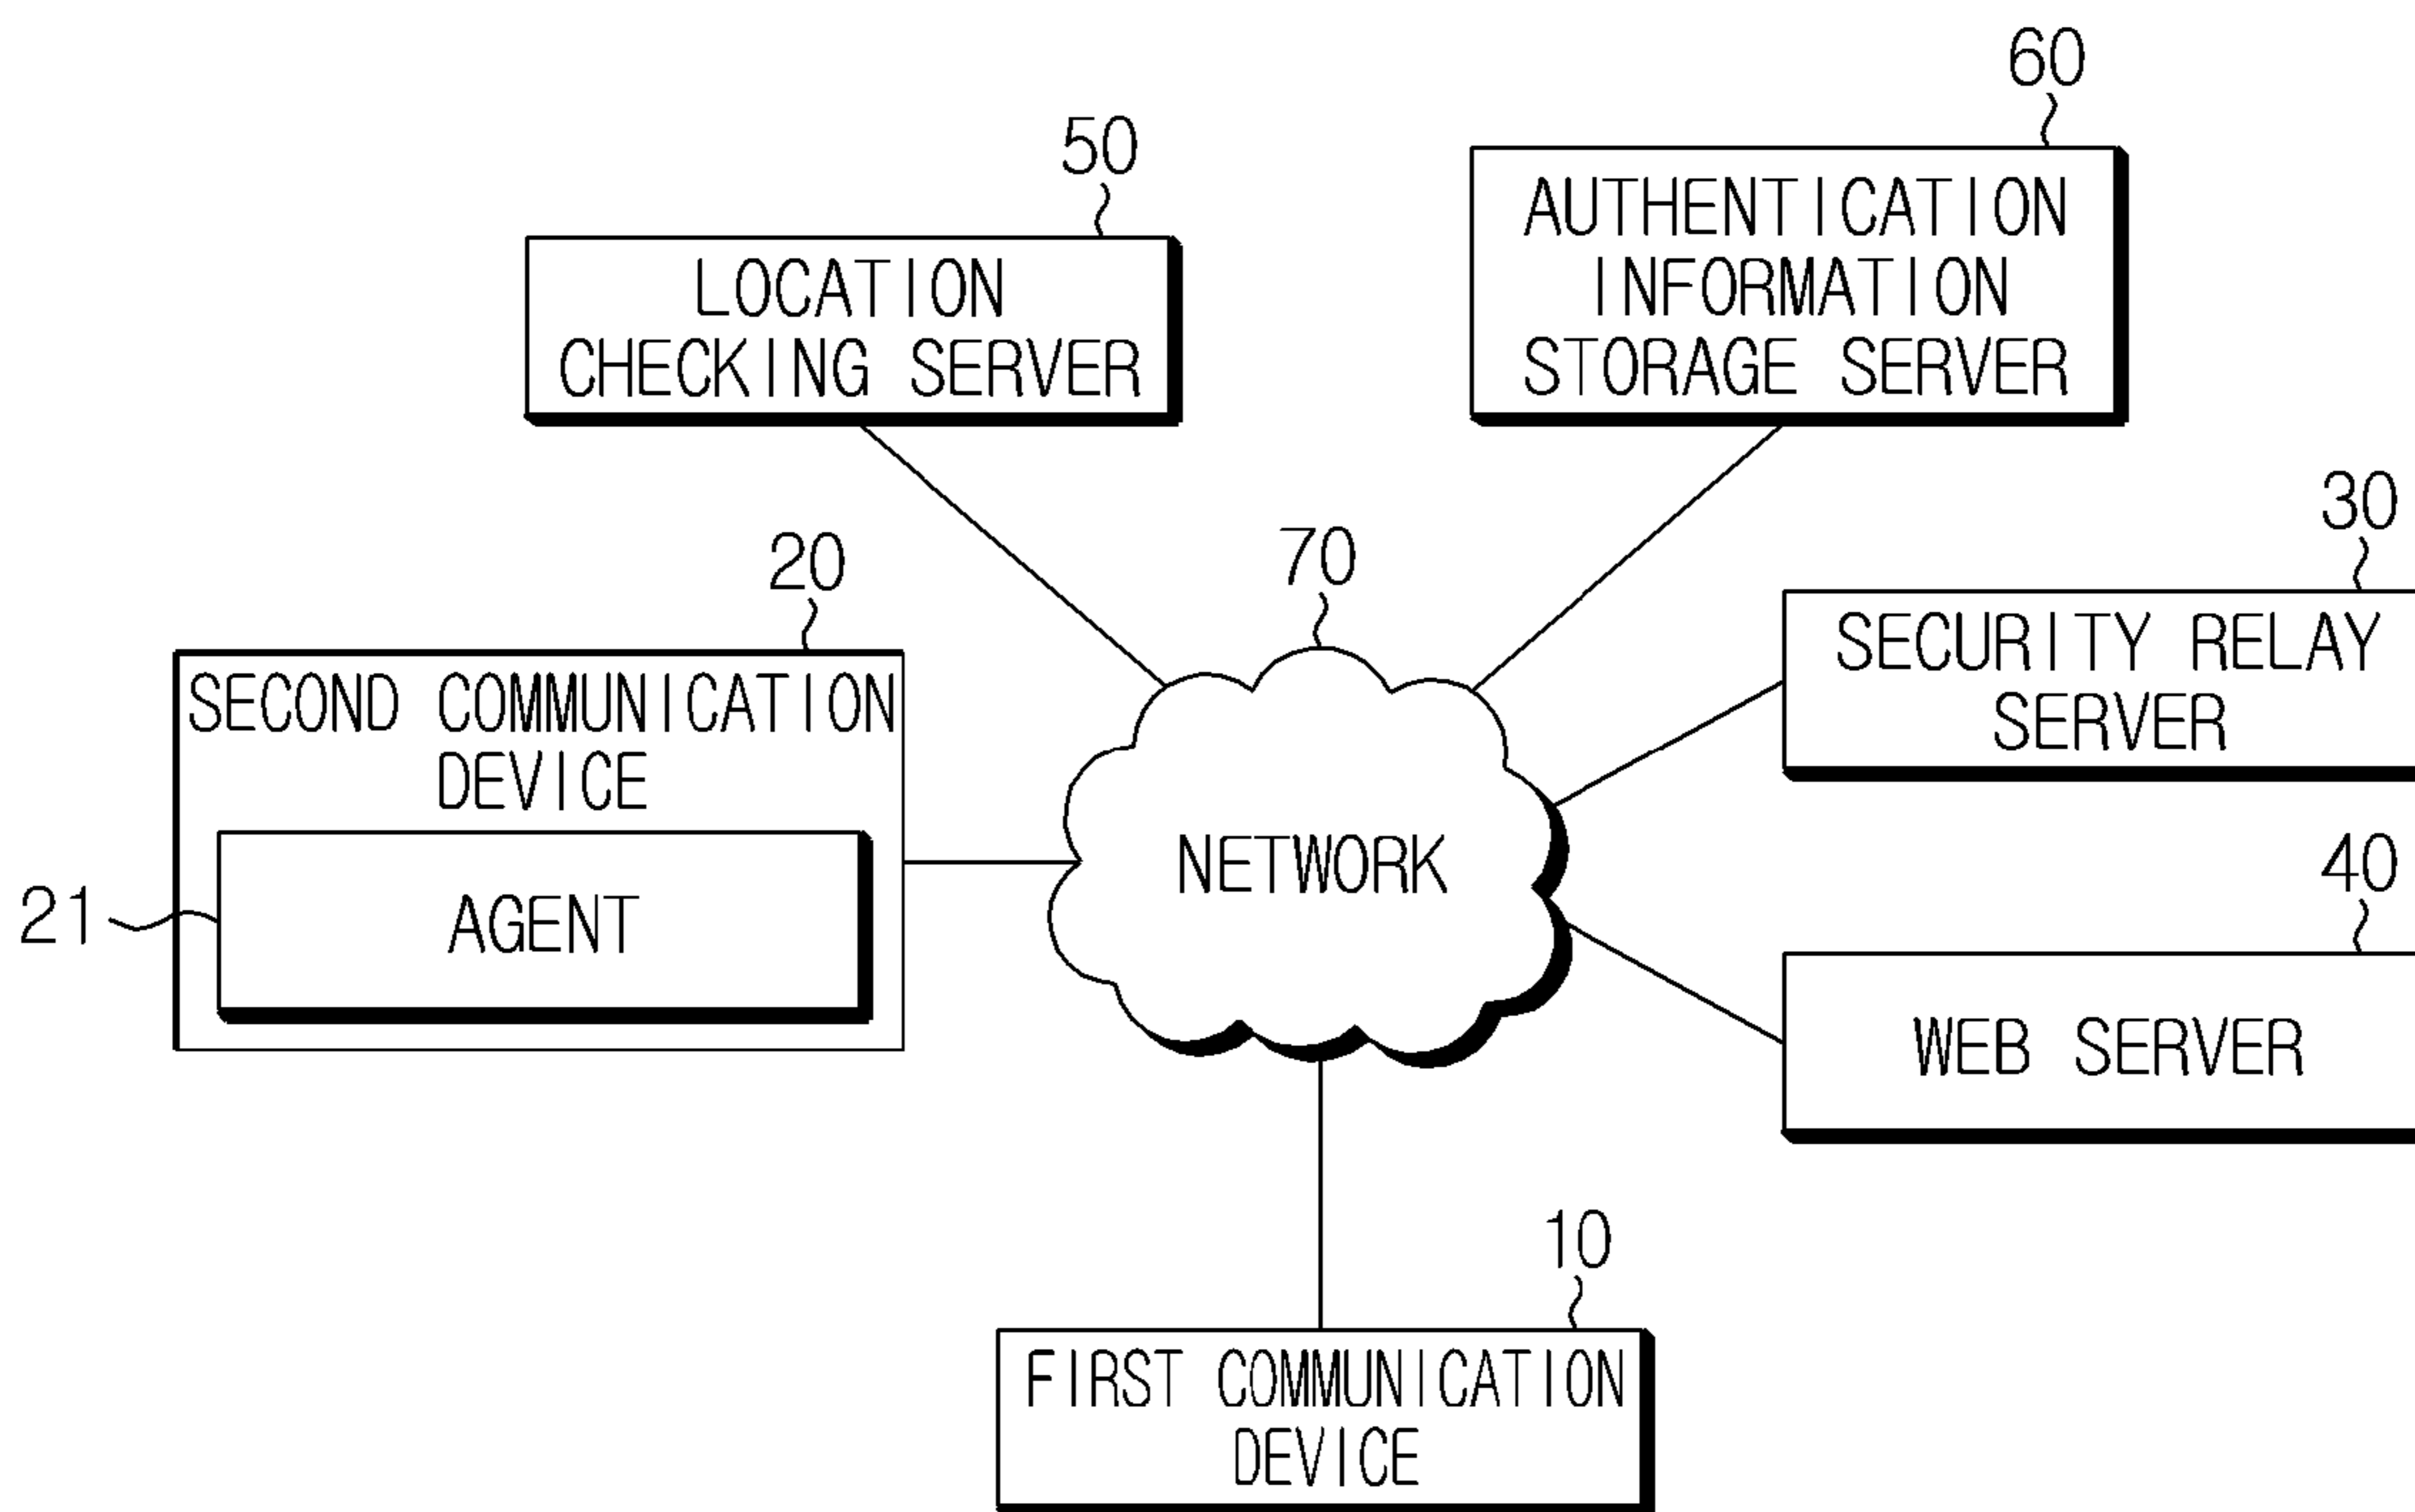 60
50
AUTHENTICATION
INFORMATION
STORAGE SERVER
LOCATION
CHECKING SERVER
30
70
20
SECURITY RELAY
SERVER
SECOND COMMUNICATION
DEVICE
NETWORK
40
21
AGENT
WEB SERVER
10
FIRST COMMUNICATION
DEVICE